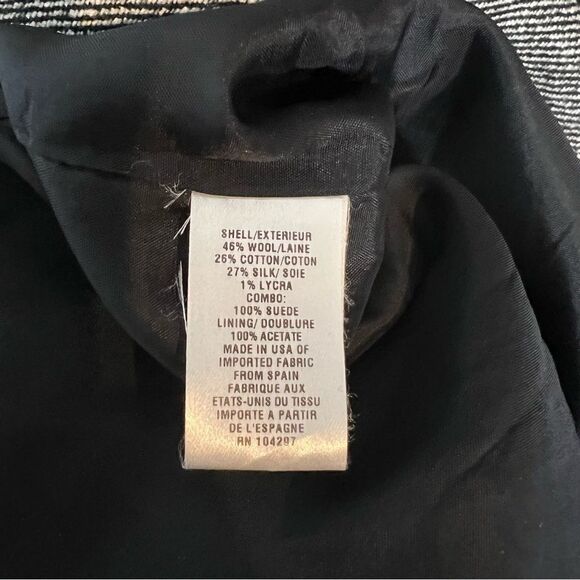 SHELL/EXTERIEUR
46% WOOL/LAINE
26% COTTON/COTON
27% SILK/ SOIE
1% LYCRA
COMBO:
100% SUEDE
LINING/ DOUBLURE
100% ACETATE
MADE IN USA OF
IMPORTED FABRIC
FROM SPAIN
FABRIQUE AUX
ETATS-UNIS DU TISSU
IMPORTE A PARTIR
DE L'ESPAGNE
RN 104297